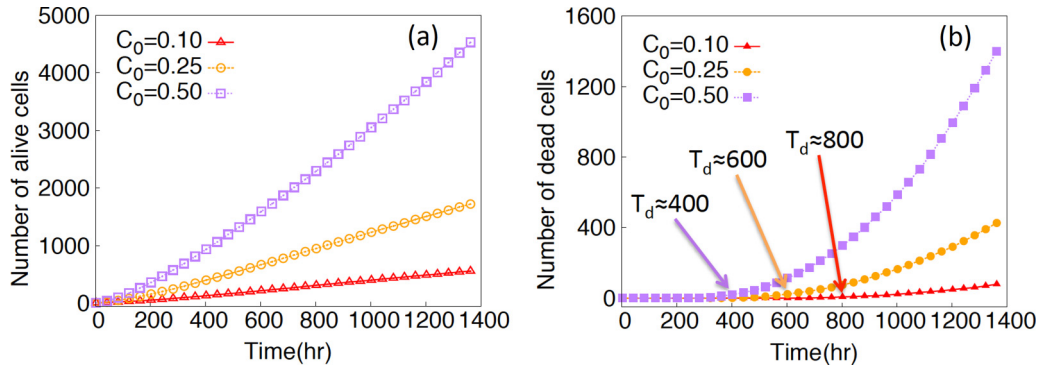 5000
4000
3000
2000
1000
0
Number of alive cells
C₀=0.10
C₀=0.25
C₀=0.50
(a)
0 200 400 600 800 1000 1200 1400
Time(hr)
1600
1200
800
400
0
Number of dead cells
C₀=0.10
C₀=0.25
C₀=0.50
(b)
T_d≈800
T_d≈600
T_d≈400
0 200 400 600 800 1000 1200 1400
Time(hr)